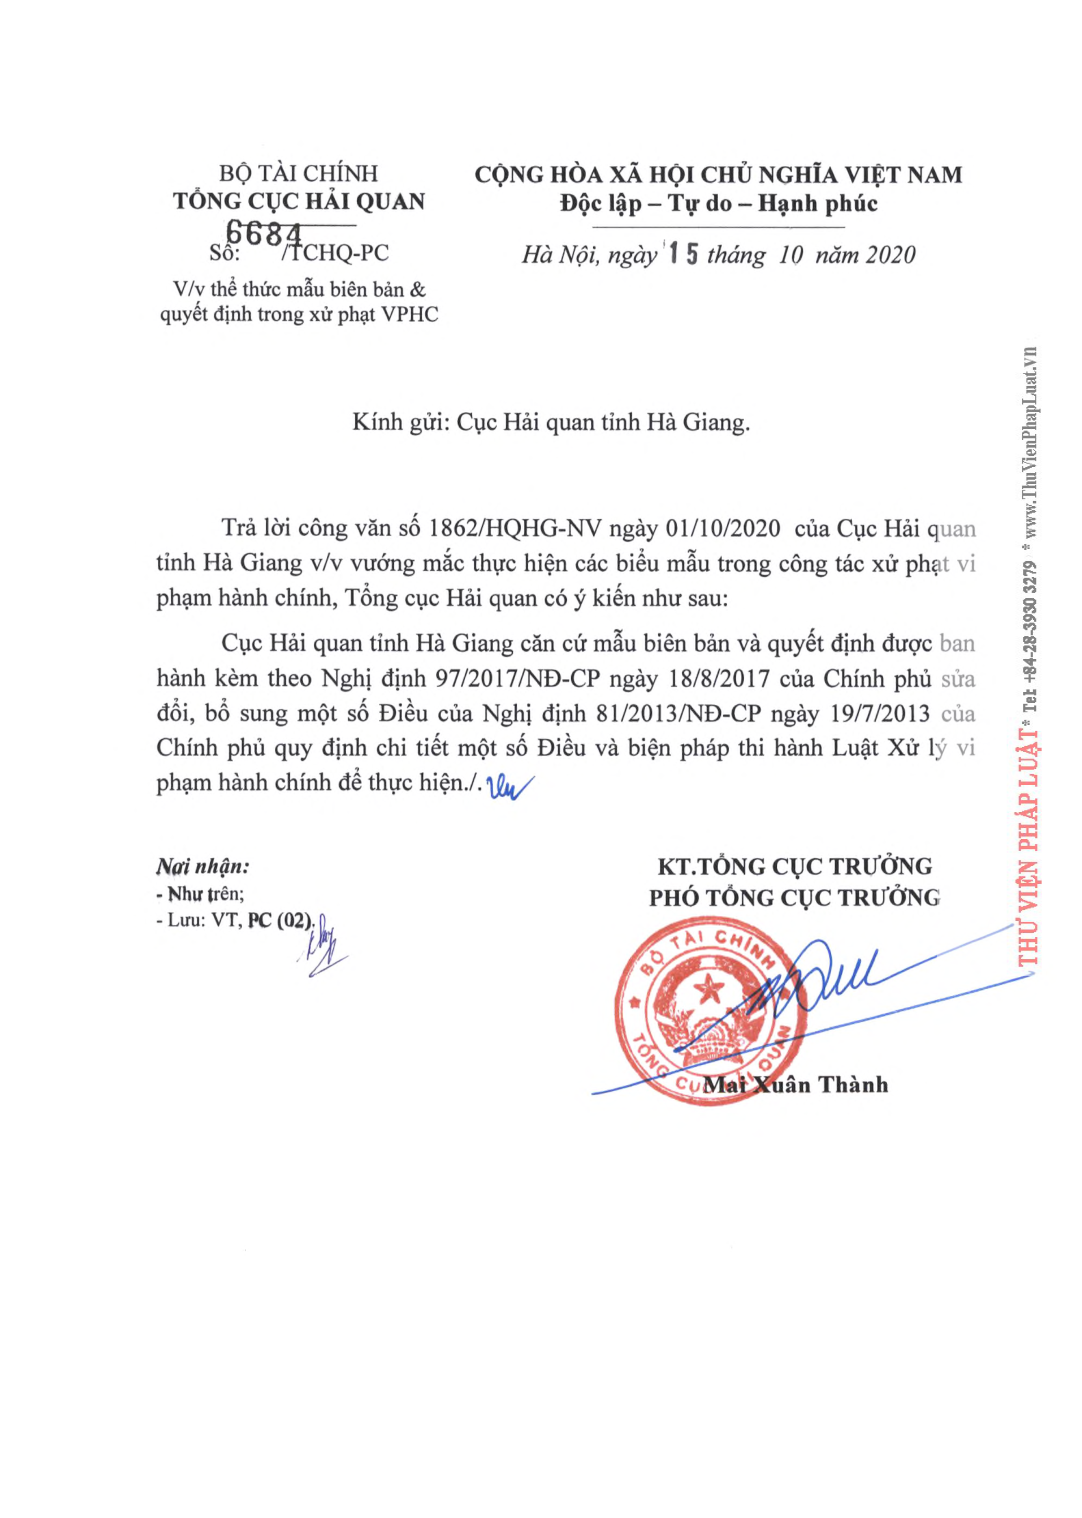 BỘ TÀI CHÍNH
TỔNG CỤC HẢI QUAN
Số: 6684/TCHQ-PC
V/v thể thức mẫu biên bản &
quyết định trong xử phạt VPHC
CỘNG HÒA XÃ HỘI CHỦ NGHĨA VIỆT NAM
Độc lập – Tự do – Hạnh phúc
Hà Nội, ngày 15 tháng 10 năm 2020
Kính gửi: Cục Hải quan tỉnh Hà Giang.
Trả lời công văn số 1862/HQHG-NV ngày 01/10/2020 của Cục Hải quan
tỉnh Hà Giang v/v vướng mắc thực hiện các biểu mẫu trong công tác xử phạt vi
phạm hành chính, Tổng cục Hải quan có ý kiến như sau:
Cục Hải quan tỉnh Hà Giang căn cứ mẫu biên bản và quyết định được ban
hành kèm theo Nghị định 97/2017/NĐ-CP ngày 18/8/2017 của Chính phủ sửa
đổi, bổ sung một số Điều của Nghị định 81/2013/NĐ-CP ngày 19/7/2013 của
Chính phủ quy định chi tiết một số Điều và biện pháp thi hành Luật Xử lý vi
phạm hành chính để thực hiện./.
Nơi nhận:
- Như trên;
- Lưu: VT, PC (02).
KT.TỔNG CỤC TRƯỞNG
PHÓ TỔNG CỤC TRƯỞNG
BỘ TÀI CHÍNH
TỔNG CỤC HẢI QUAN
Mai Xuân Thành
THƯ VIỆN PHÁP LUẬT * Tel: +84-28-3930 3279 * www.ThuVienPhapLuat.vn